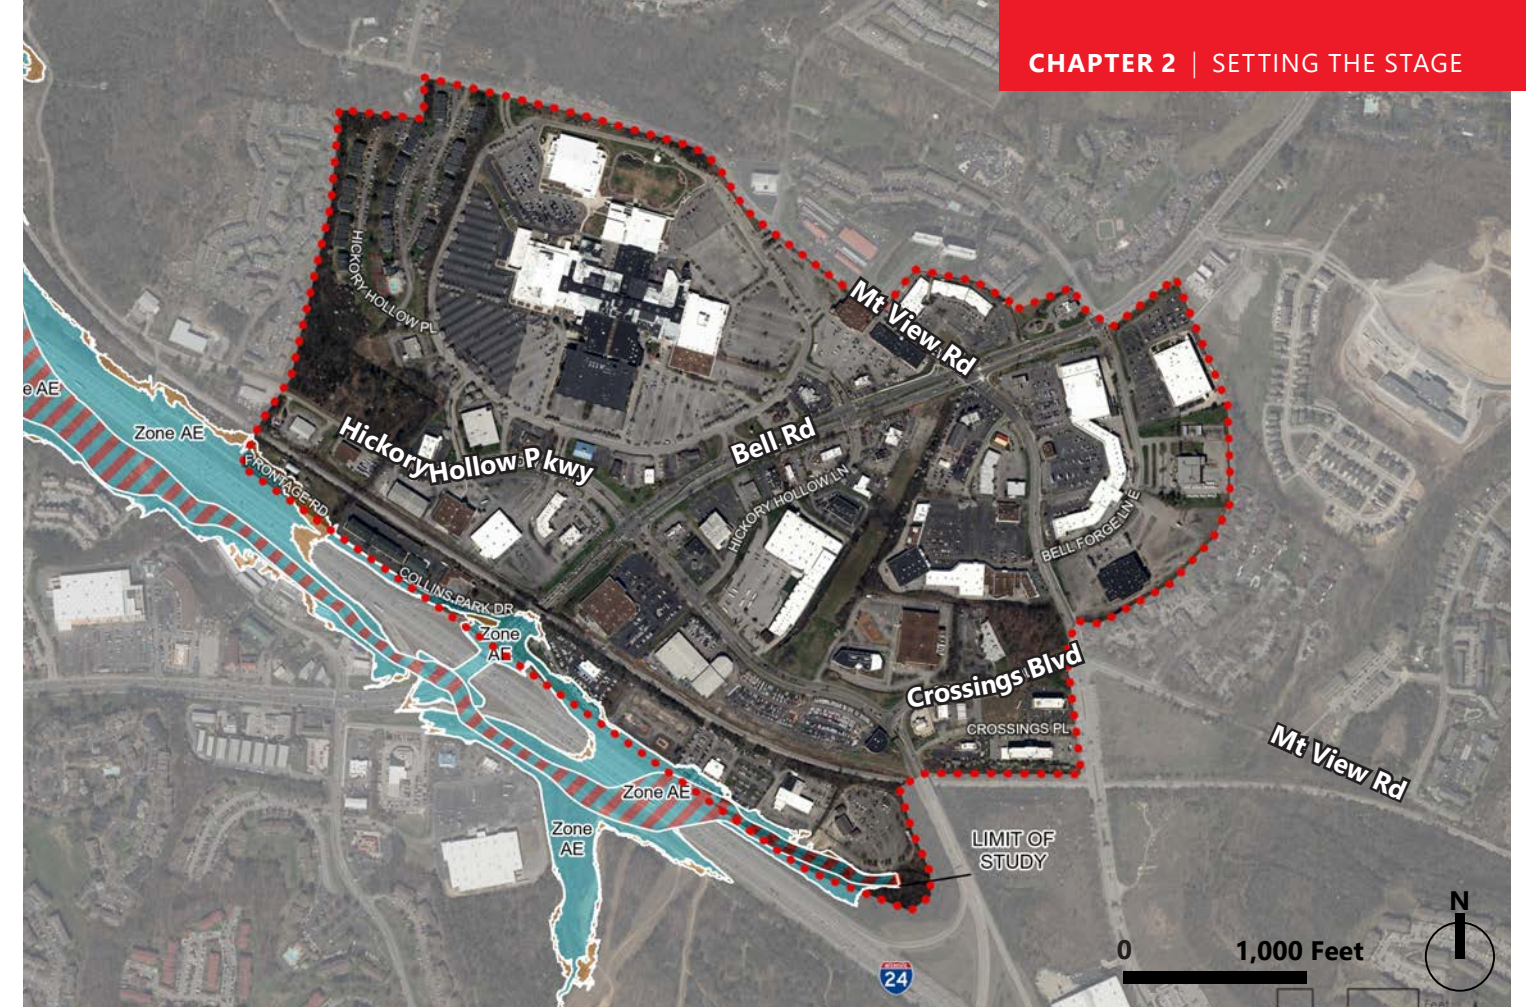 CHAPTER 2 | SETTING THE STAGE
HICKORY HOLLOW PL
Mt View Rd
e AE
Zone AE
Hickory Hollow Pkwy
Bell Rd
FRONTAGE RD
HICKORY HOLLOW LN
BELL FORGE LN E
COLLINS PARK DR
Zone
AE
Crossings Blvd
CROSSINGS PL
Mt View Rd
Zone AE
Zone
AE
LIMIT OF
STUDY
N
0
1,000 Feet
24